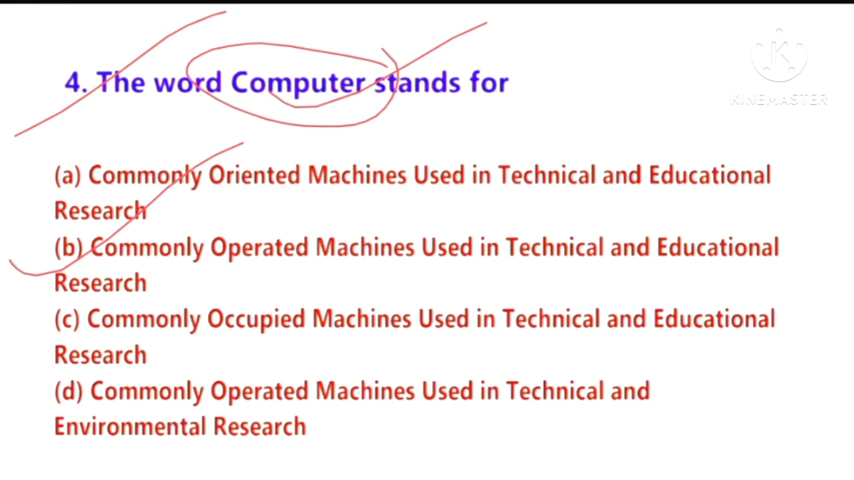 4. The word Computer stands for
KINEMASTER
(a) Commonly Oriented Machines Used in Technical and Educational
Research
(b) Commonly Operated Machines Used in Technical and Educational
Research
(c) Commonly Occupied Machines Used in Technical and Educational
Research
(d) Commonly Operated Machines Used in Technical and
Environmental Research